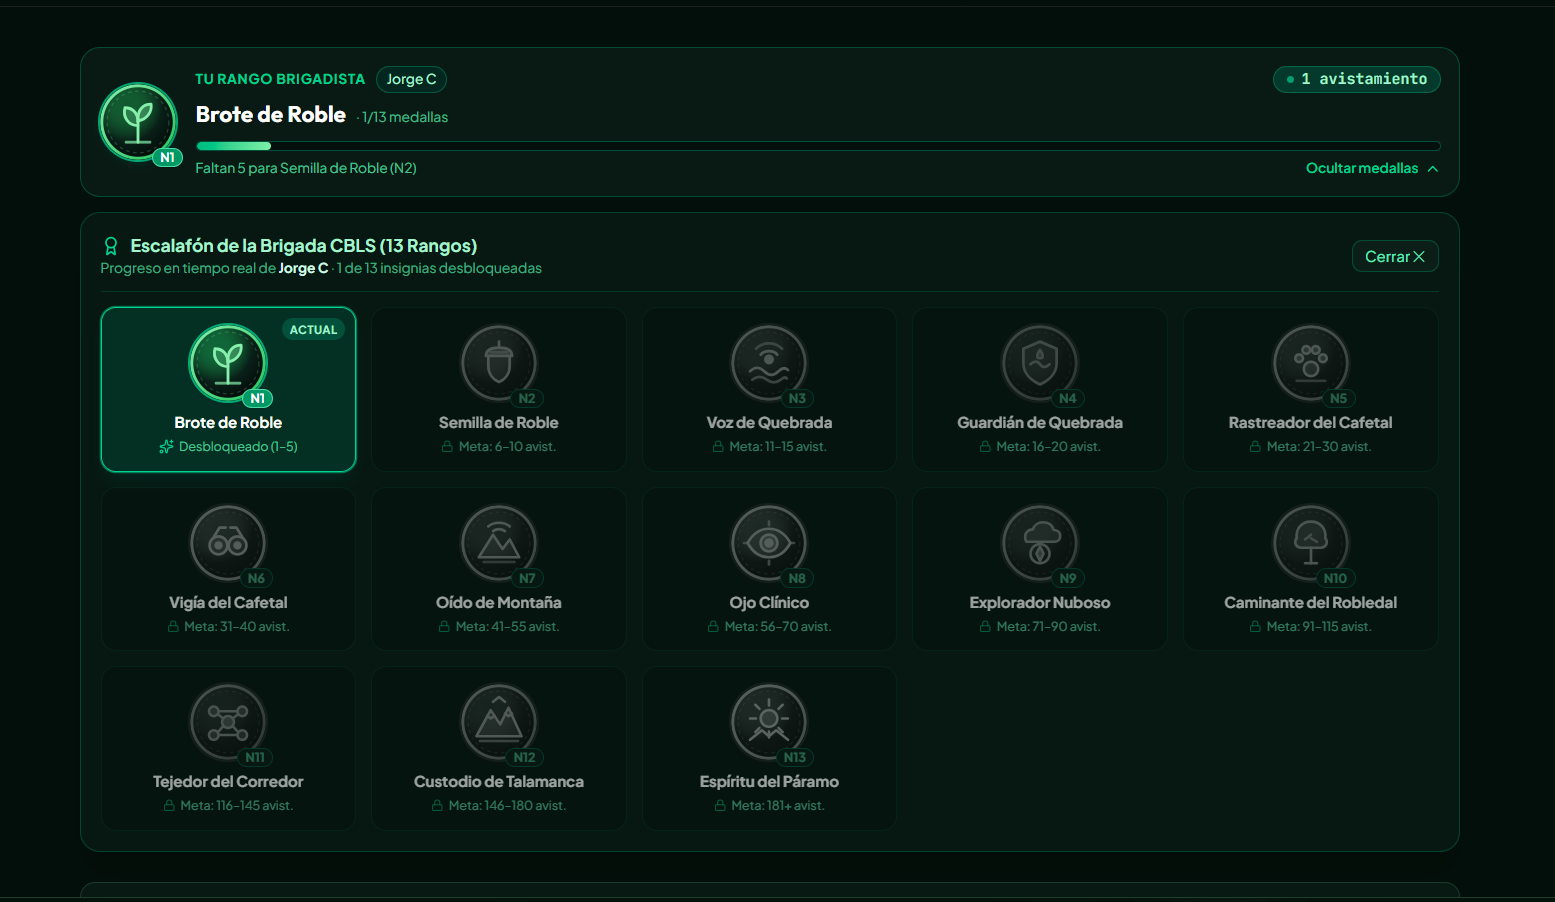 TU RANGO BRIGADISTA Jorge C
1 avistamiento
Brote de Roble · 1/13 medallas
N1
Faltan 5 para Semilla de Roble (N2)
Ocultar medallas
Escalafón de la Brigada CBLS (13 Rangos)
Progreso en tiempo real de Jorge C · 1 de 13 insignias desbloqueadas
Cerrar
ACTUAL
N1
Brote de Roble
Desbloqueado (1–5)
N2
Semilla de Roble
Meta: 6–10 avist.
N3
Voz de Quebrada
Meta: 11–15 avist.
N4
Guardián de Quebrada
Meta: 16–20 avist.
N5
Rastreador del Cafetal
Meta: 21–30 avist.
N6
Vigía del Cafetal
Meta: 31–40 avist.
N7
Oído de Montaña
Meta: 41–55 avist.
N8
Ojo Clínico
Meta: 56–70 avist.
N9
Explorador Nuboso
Meta: 71–90 avist.
N10
Caminante del Robledal
Meta: 91–115 avist.
N11
Tejedor del Corredor
Meta: 116–145 avist.
N12
Custodio de Talamanca
Meta: 146–180 avist.
N13
Espíritu del Páramo
Meta: 181+ avist.